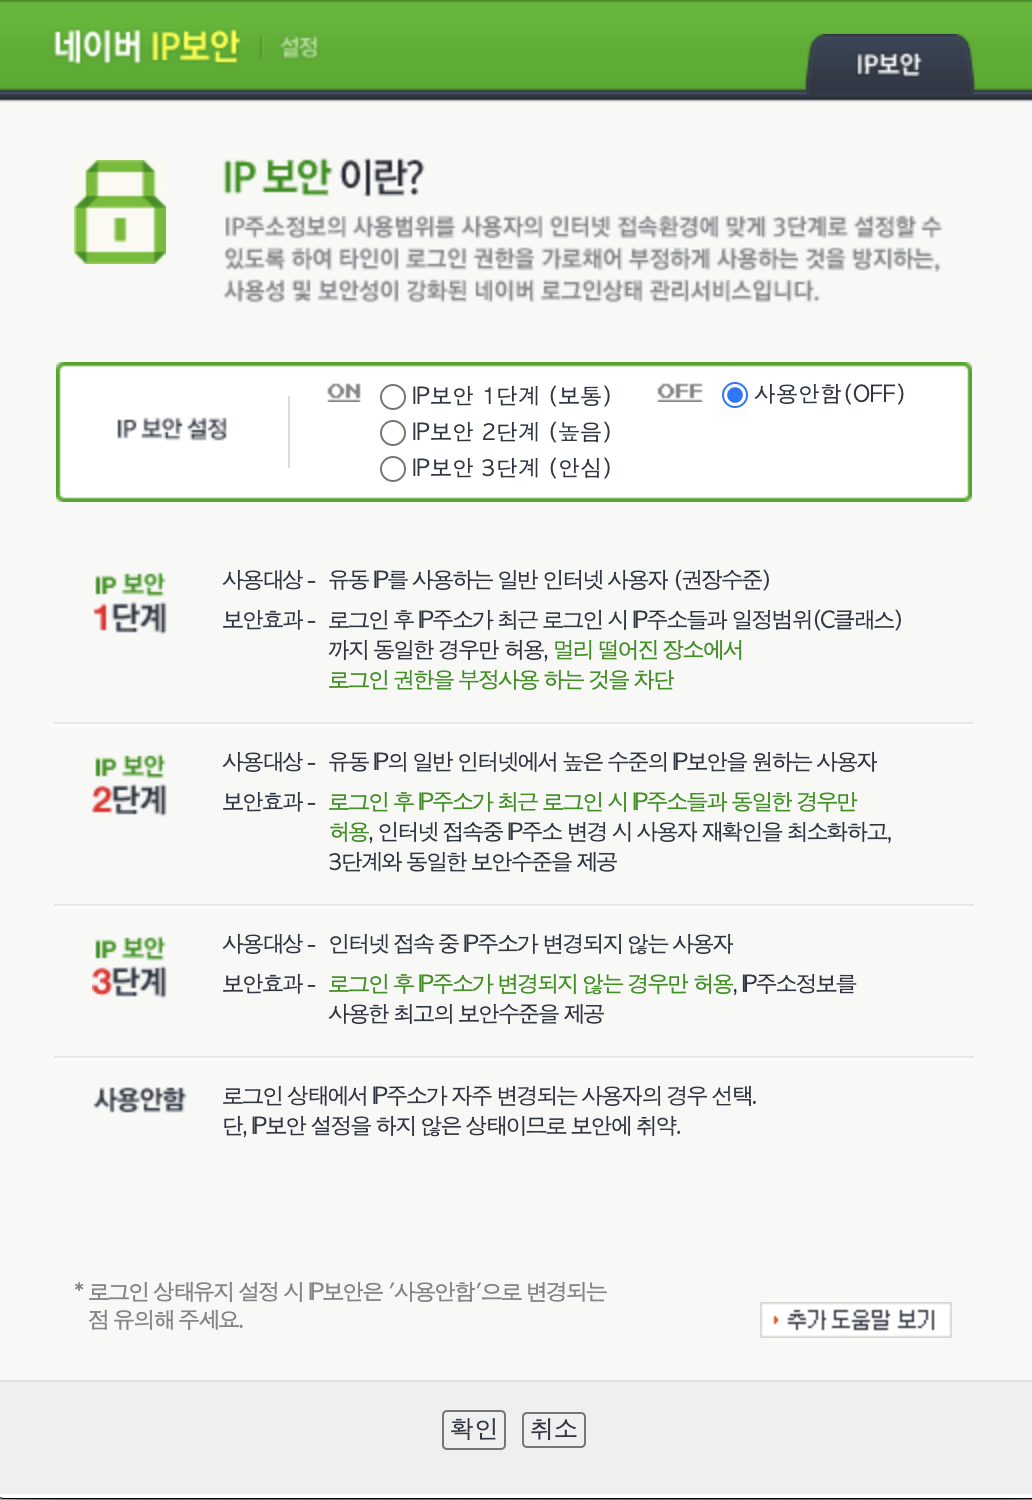 네이버 IP보안 | 설정
IP보안
IP 보안 이란?
IP주소정보의 사용범위를 사용자의 인터넷 접속환경에 맞게 3단계로 설정할 수
있도록 하여 타인이 로그인 권한을 가로채어 부정하게 사용하는 것을 방지하는,
사용성 및 보안성이 강화된 네이버 로그인상태 관리서비스입니다.
IP 보안 설정
ON
IP보안 1단계 (보통)
IP보안 2단계 (높음)
IP보안 3단계 (안심)
OFF
사용안함(OFF)
IP 보안
1단계
사용대상 - 유동 IP를 사용하는 일반 인터넷 사용자 (권장수준)
보안효과 - 로그인 후 IP주소가 최근 로그인 시 IP주소들과 일정범위(C클래스)
까지 동일한 경우만 허용, 멀리 떨어진 장소에서
로그인 권한을 부정사용 하는 것을 차단
IP 보안
2단계
사용대상 - 유동 IP의 일반 인터넷에서 높은 수준의 IP보안을 원하는 사용자
보안효과 - 로그인 후 IP주소가 최근 로그인 시 IP주소들과 동일한 경우만
허용, 인터넷 접속중 IP주소 변경 시 사용자 재확인을 최소화하고,
3단계와 동일한 보안수준을 제공
IP 보안
3단계
사용대상 - 인터넷 접속 중 IP주소가 변경되지 않는 사용자
보안효과 - 로그인 후 IP주소가 변경되지 않는 경우만 허용, IP주소정보를
사용한 최고의 보안수준을 제공
사용안함
로그인 상태에서 IP주소가 자주 변경되는 사용자의 경우 선택.
단, IP보안 설정을 하지 않은 상태이므로 보안에 취약.
* 로그인 상태유지 설정 시 IP보안은 '사용안함'으로 변경되는
점 유의해 주세요.
추가 도움말 보기
확인 취소